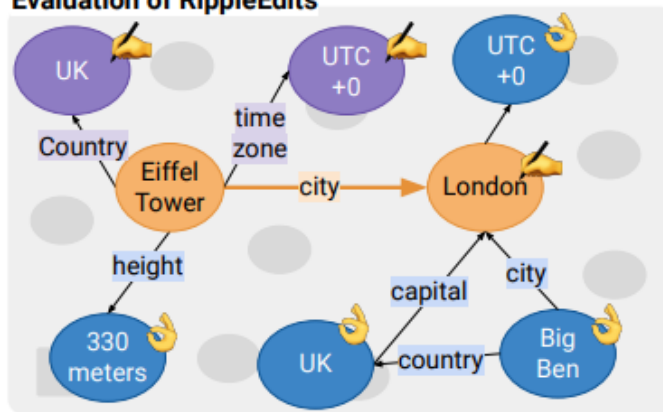 Evaluation of RippleEdits
UK
UTC
+0
UTC
+0
time
zone
Country
Eiffel
Tower
city
London
height
capital
city
330
meters
UK
country
Big
Ben